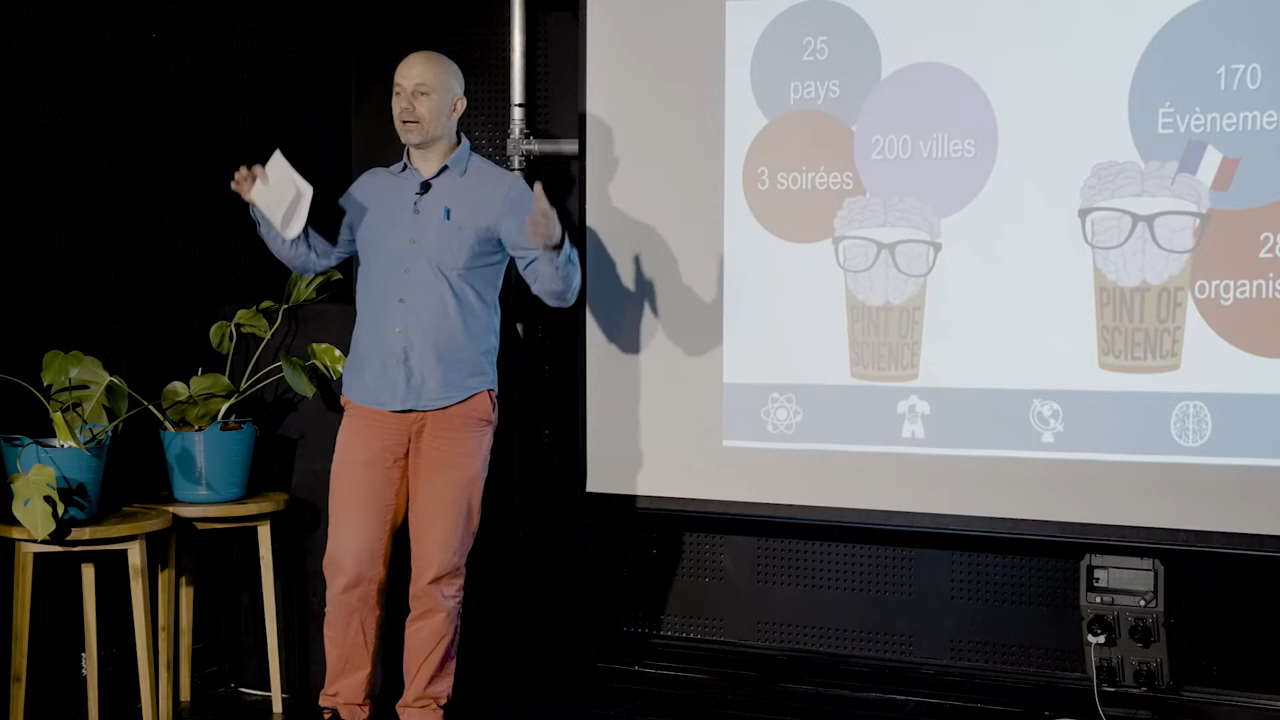 25
pays
200 villes
3 soirées
PINT OF
SCIENCE
170
Évèneme
PINT OF
SCIENCE
28
organis